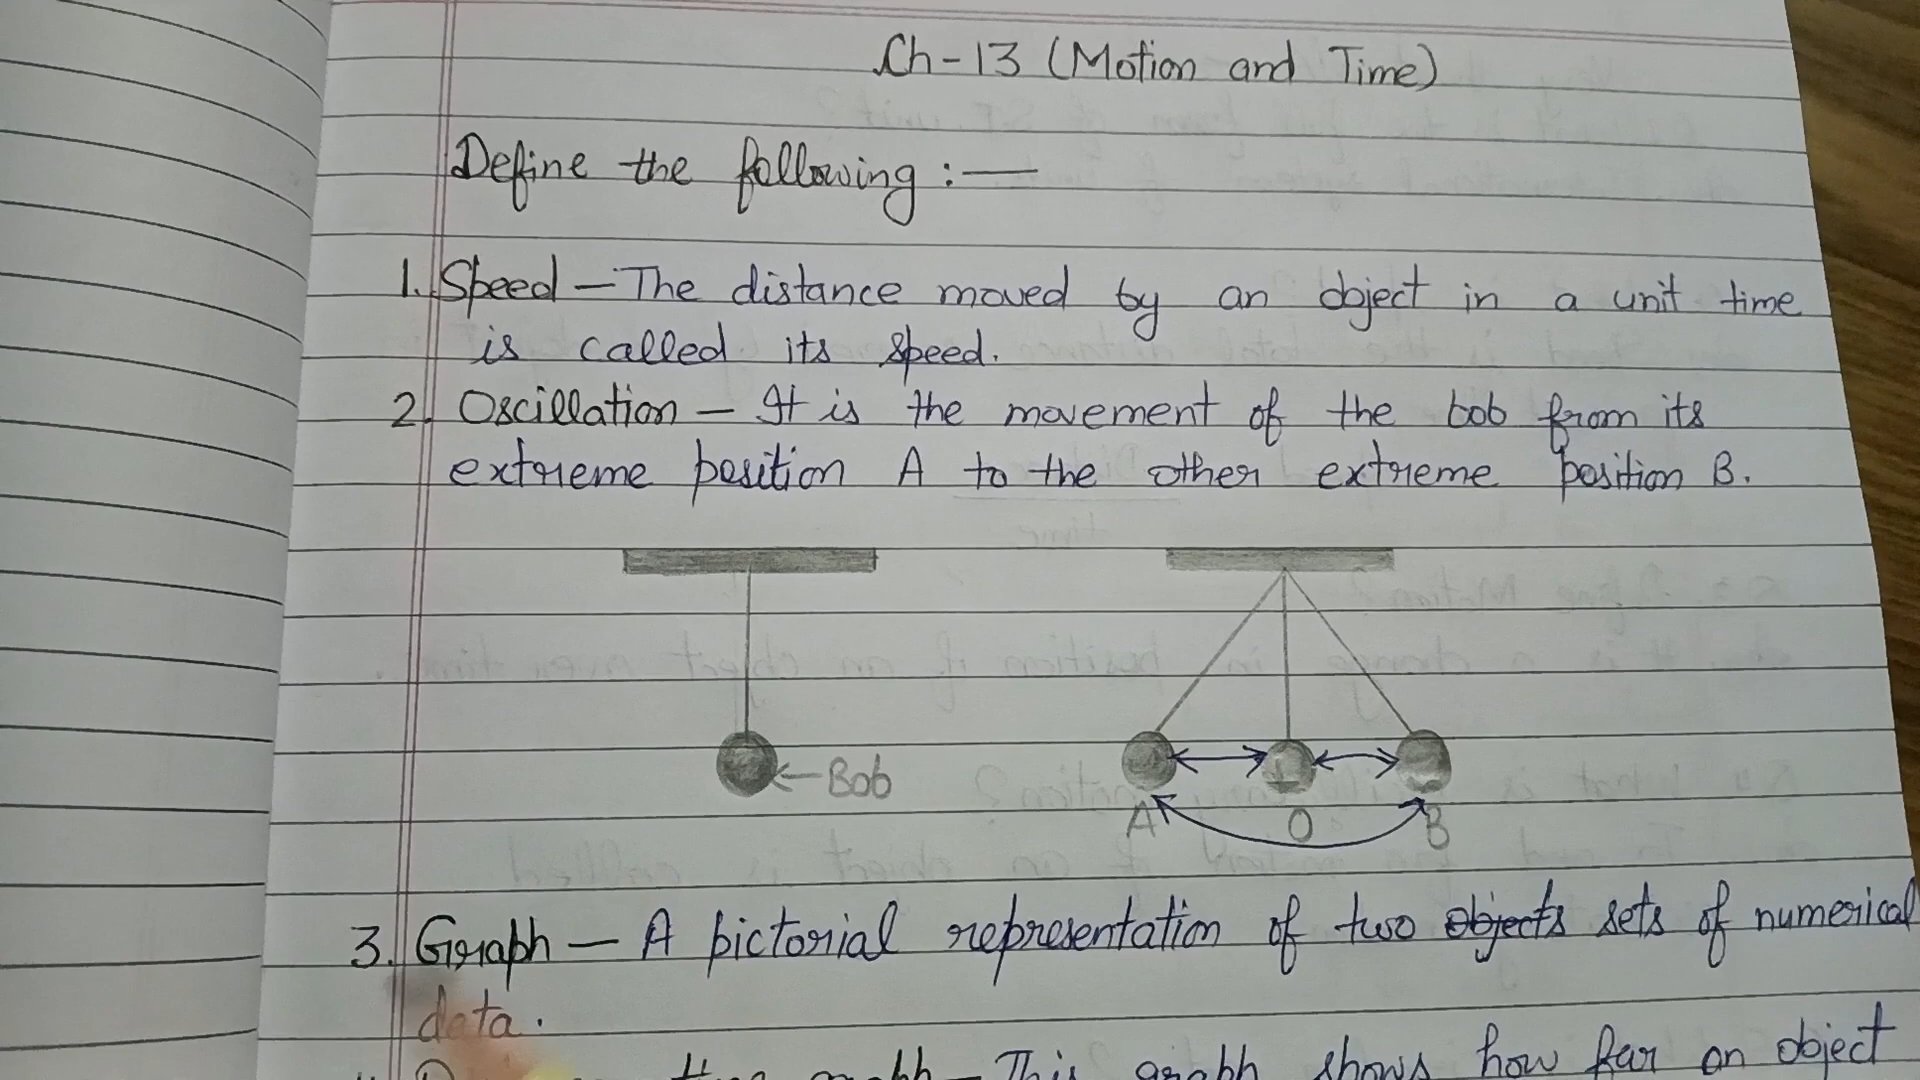 Ch-13 (Motion and Time)
Define the following :—
1. Speed — The distance moved by an object in a unit time
is called its speed.
2. Oscillation — It is the movement of the bob from its
extreme position A to the other extreme position B.
Bob
A O B
3. Graph — A pictorial representation of two objects sets of numerical
data.
time graph — This graph shows how far an object